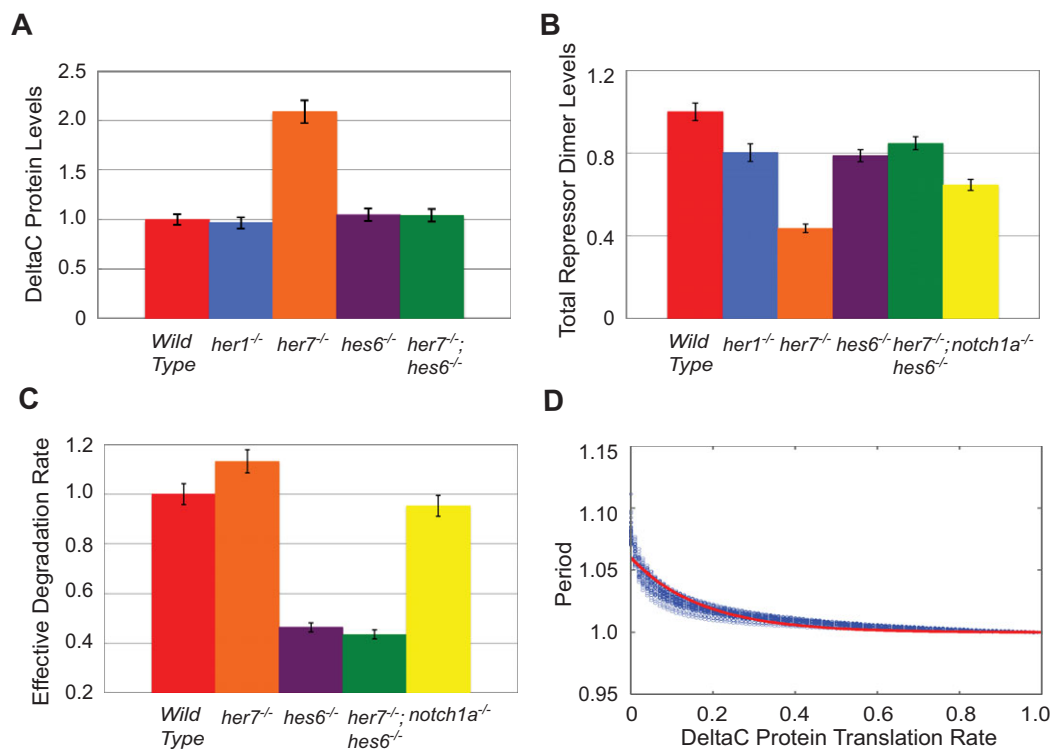 A
DeltaC Protein Levels
2.5
2.0
1.5
1.0
0.5
0
Wild Type
her1-/-
her7-/-
hes6-/-
her7-/-; hes6-/-
B
Total Repressor Dimer Levels
1.2
0.8
0.4
0
Wild Type
her1-/-
her7-/-
hes6-/-
her7-/-; hes6-/-
notch1a-/-
C
Effective Degradation Rate
1.2
1.0
0.8
0.6
0.4
0.2
Wild Type
her7-/-
hes6-/-
her7-/-; hes6-/-
notch1a-/-
D
Period
1.15
1.10
1.05
1.0
0.95
0
0.2
0.4
0.6
0.8
1.0
DeltaC Protein Translation Rate